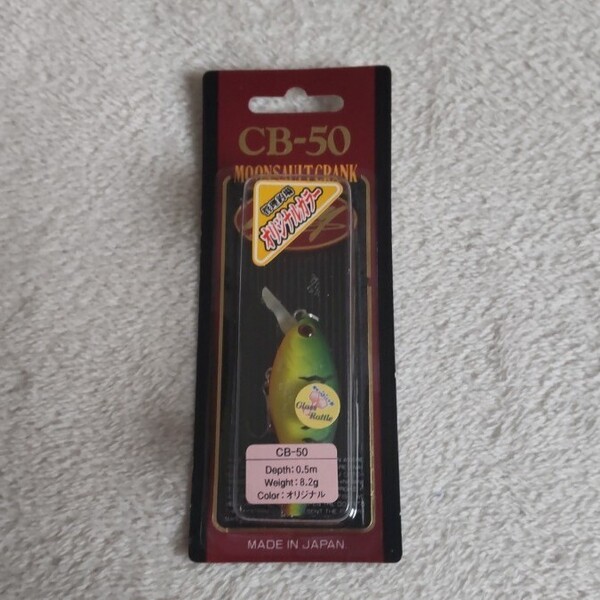 CB-50
MOONSAULT CRANK
オリジナルカラー
Glass
Rattle
CB-50
Depth:0.5m
Weight:8.2g
Color:オリジナル
MADE IN JAPAN